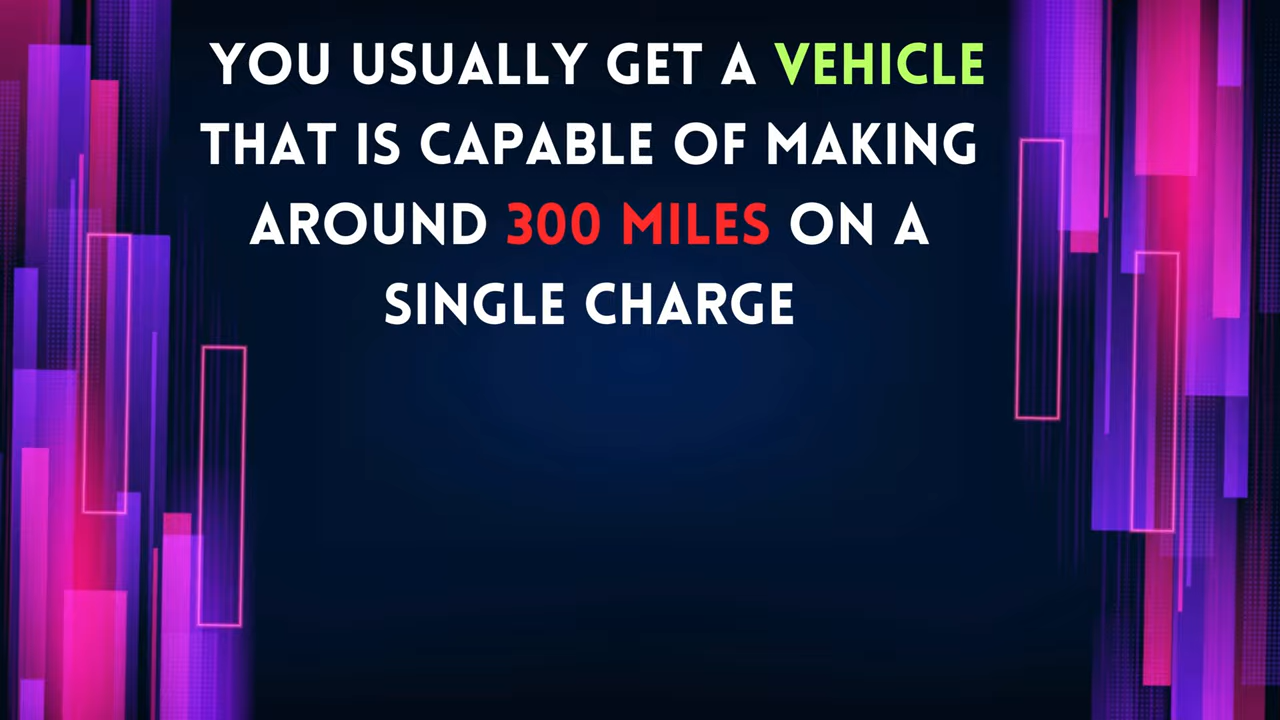 YOU USUALLY GET A VEHICLE
THAT IS CAPABLE OF MAKING
AROUND 300 MILES ON A
SINGLE CHARGE